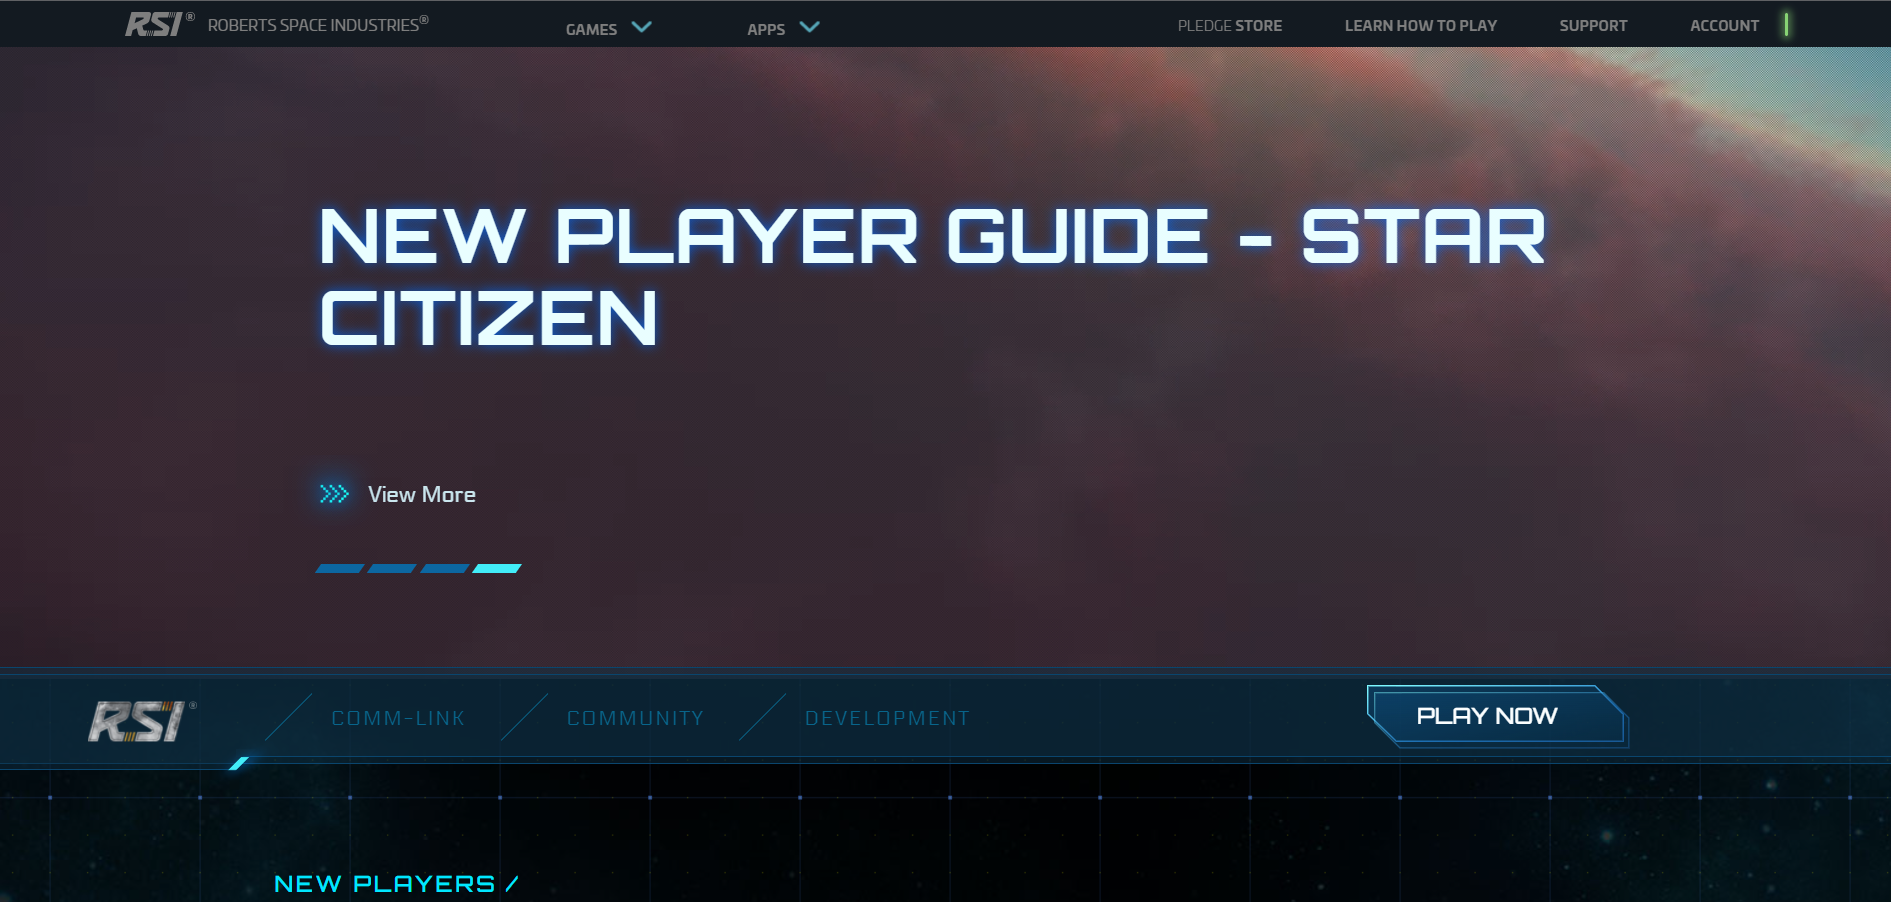 RSI® ROBERTS SPACE INDUSTRIES® GAMES APPS PLEDGE STORE LEARN HOW TO PLAY SUPPORT ACCOUNT
NEW PLAYER GUIDE - STAR
CITIZEN
View More
RSI® COMM-LINK COMMUNITY DEVELOPMENT PLAY NOW
NEW PLAYERS /